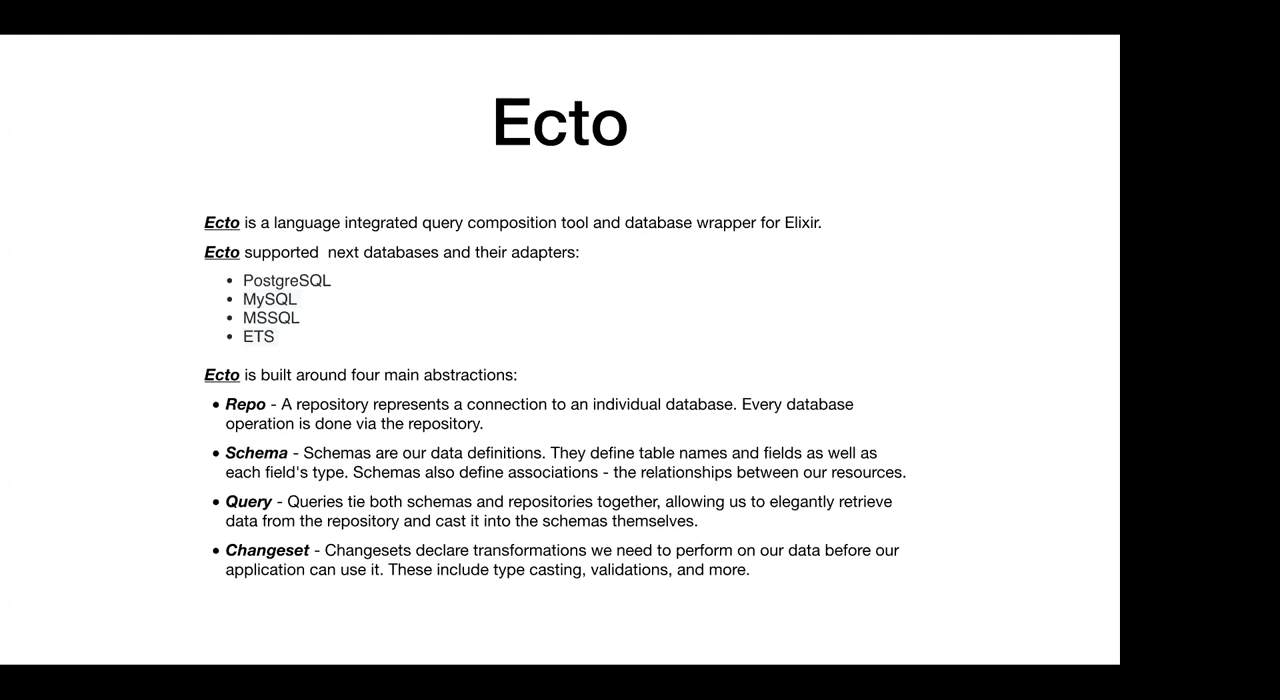 Ecto
Ecto is a language integrated query composition tool and database wrapper for Elixir.
Ecto supported  next databases and their adapters:
• PostgreSQL
• MySQL
• MSSQL
• ETS
Ecto is built around four main abstractions:
• Repo - A repository represents a connection to an individual database. Every database
operation is done via the repository.
• Schema - Schemas are our data definitions. They define table names and fields as well as
each field's type. Schemas also define associations - the relationships between our resources.
• Query - Queries tie both schemas and repositories together, allowing us to elegantly retrieve
data from the repository and cast it into the schemas themselves.
• Changeset - Changesets declare transformations we need to perform on our data before our
application can use it. These include type casting, validations, and more.